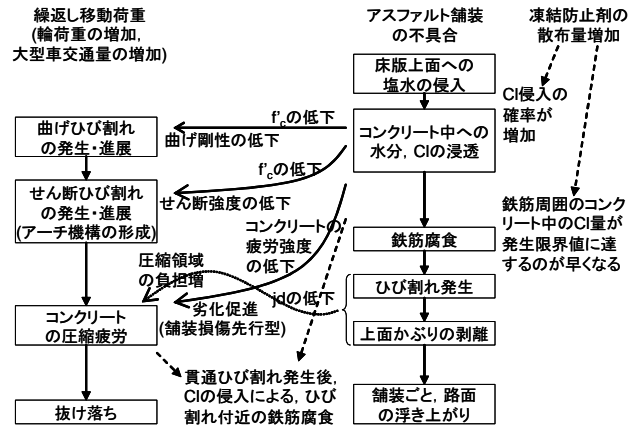 繰返し移動荷重
(輪荷重の増加,
大型車交通量の増加)
アスファルト舗装
の不具合
凍結防止剤の
散布量増加
床版上面への
塩水の侵入
Cl侵入の
確率が
増加
f'cの低下
曲げ剛性の低下
曲げひび割れ
の発生・進展
コンクリート中への
水分, Clの浸透
f'cの低下
せん断強度の低下
せん断ひび割れ
の発生・進展
(アーチ機構の形成)
コンクリートの
疲労強度
の低下
鉄筋周囲のコンク
リート中のCl量が
発生限界値に達
するのが早くなる
鉄筋腐食
圧縮領域
の負担増
jdの低下
ひび割れ発生
劣化促進
(舗装損傷先行型)
コンクリート
の圧縮疲労
上面かぶりの剥離
貫通ひび割れ発生後,
Clの侵入による, ひび
割れ付近の鉄筋腐食
抜け落ち
舗装ごと, 路面
の浮き上がり